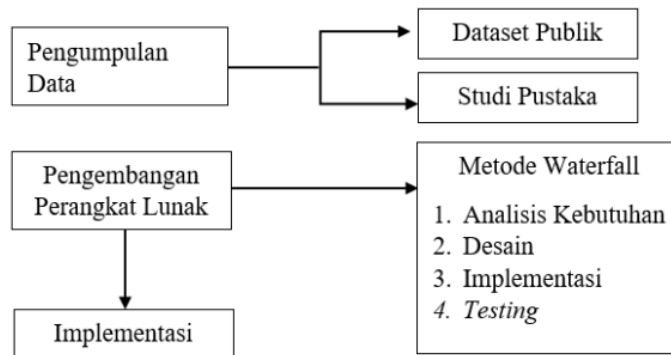 Pengumpulan
Data
Dataset Publik
Studi Pustaka
Pengembangan
Perangkat Lunak
Metode Waterfall
1. Analisis Kebutuhan
2. Desain
3. Implementasi
4. Testing
Implementasi